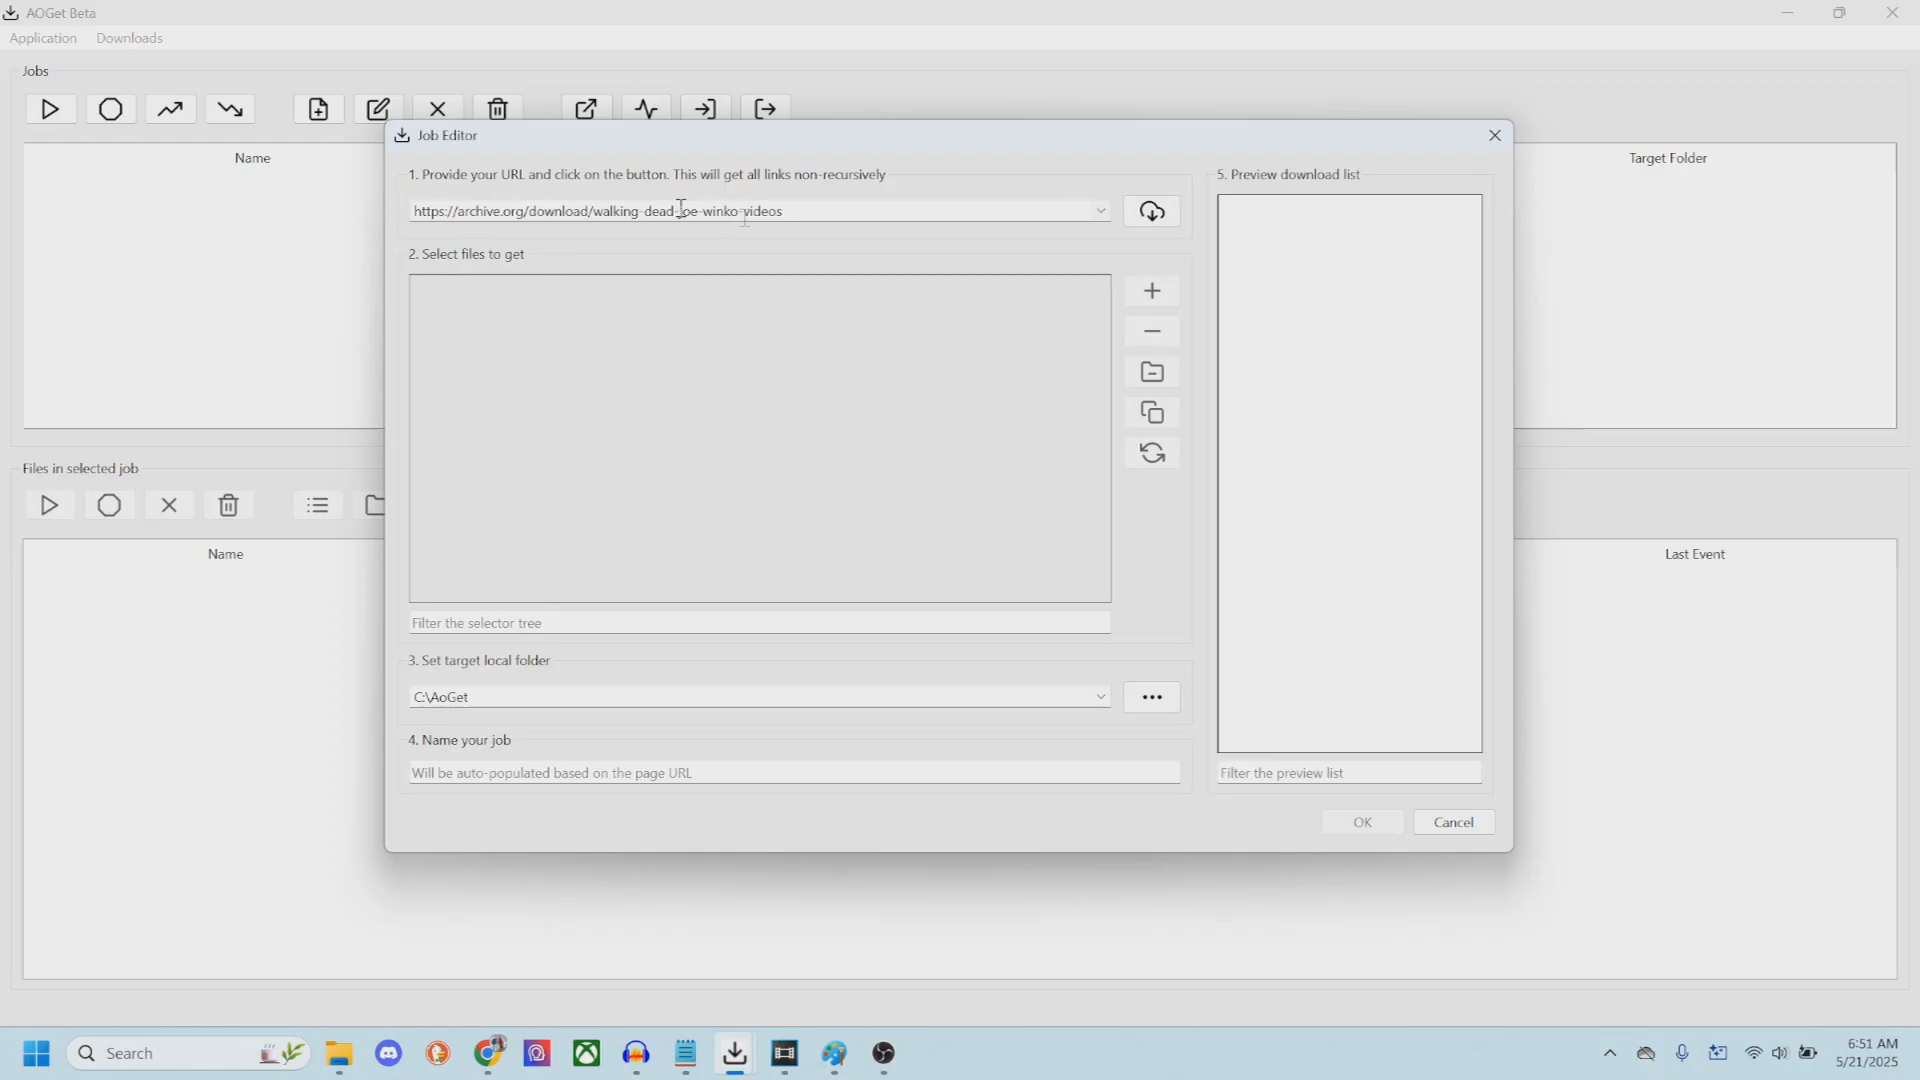 AOGet Beta
Application Downloads
Jobs
Name
Target Folder
Job Editor
1. Provide your URL and click on the button. This will get all links non-recursively
https://archive.org/download/walking-dead-joe-winko-videos
2. Select files to get
Filter the selector tree
3. Set target local folder
C:\AoGet
4. Name your job
Will be auto-populated based on the page URL
5. Preview download list
Filter the preview list
OK Cancel
Files in selected job
Name
Last Event
Search
6:51 AM
5/21/2025